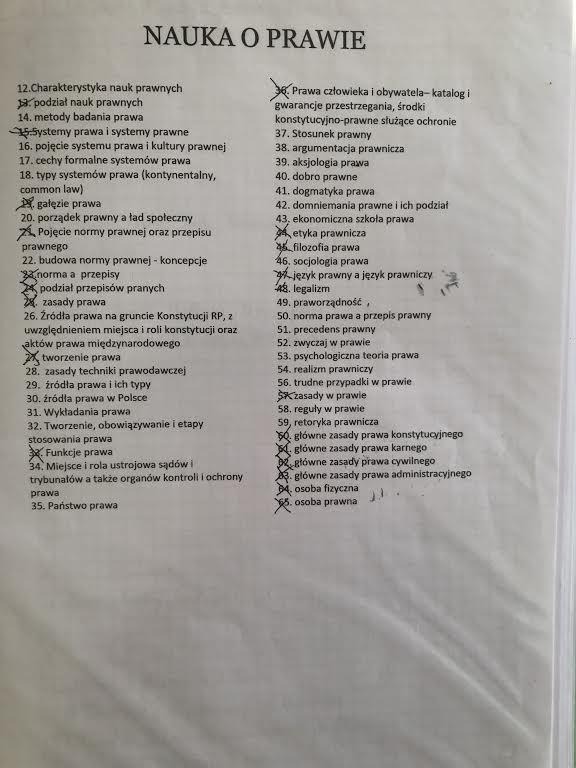 NAUKA O PRAWIE
12.Charakterystyka nauk prawnych
13. podział nauk prawnych
14. metody badania prawa
15.Systemy prawa i systemy prawne
16. pojęcie systemu prawa i kultury prawnej
17. cechy formalne systemów prawa
18. typy systemów prawa (kontynentalny,
common law)
19. gałęzie prawa
20. porządek prawny a ład społeczny
21. Pojęcie normy prawnej oraz przepisu
prawnego
22. budowa normy prawnej - koncepcje
23.norma a  przepisy
24. podział przepisów pranych
25.  zasady prawa
26. Źródła prawa na gruncie Konstytucji RP, z
uwzględnieniem miejsca i roli konstytucji oraz
aktów prawa międzynarodowego
27. tworzenie prawa
28.  zasady techniki prawodawczej
29.  źródła prawa i ich typy
30. źródła prawa w Polsce
31. Wykładania prawa
32. Tworzenie, obowiązywanie i etapy
stosowania prawa
33. Funkcje prawa
34. Miejsce i rola ustrojowa sądów i
trybunałów a także organów kontroli i ochrony
prawa
35. Państwo prawa
36. Prawa człowieka i obywatela– katalog i
gwarancje przestrzegania, środki
konstytucyjno-prawne służące ochronie
37. Stosunek prawny
38. argumentacja prawnicza
39. aksjologia prawa
40. dobro prawne
41. dogmatyka prawa
42. domniemania prawne i ich podział
43. ekonomiczna szkoła prawa
44. etyka prawnicza
45. filozofia prawa
46. socjologia prawa
47. język prawny a język prawniczy
48. legalizm
49. praworządność
50. norma prawa a przepis prawny
51. precedens prawny
52. zwyczaj w prawie
53. psychologiczna teoria prawa
54. realizm prawniczy
56. trudne przypadki w prawie
57. zasady w prawie
58. reguły w prawie
59. retoryka prawnicza
60. główne zasady prawa konstytucyjnego
61. główne zasady prawa karnego
62. główne zasady prawa cywilnego
63. główne zasady prawa administracyjnego
64. osoba fizyczna
65. osoba prawna